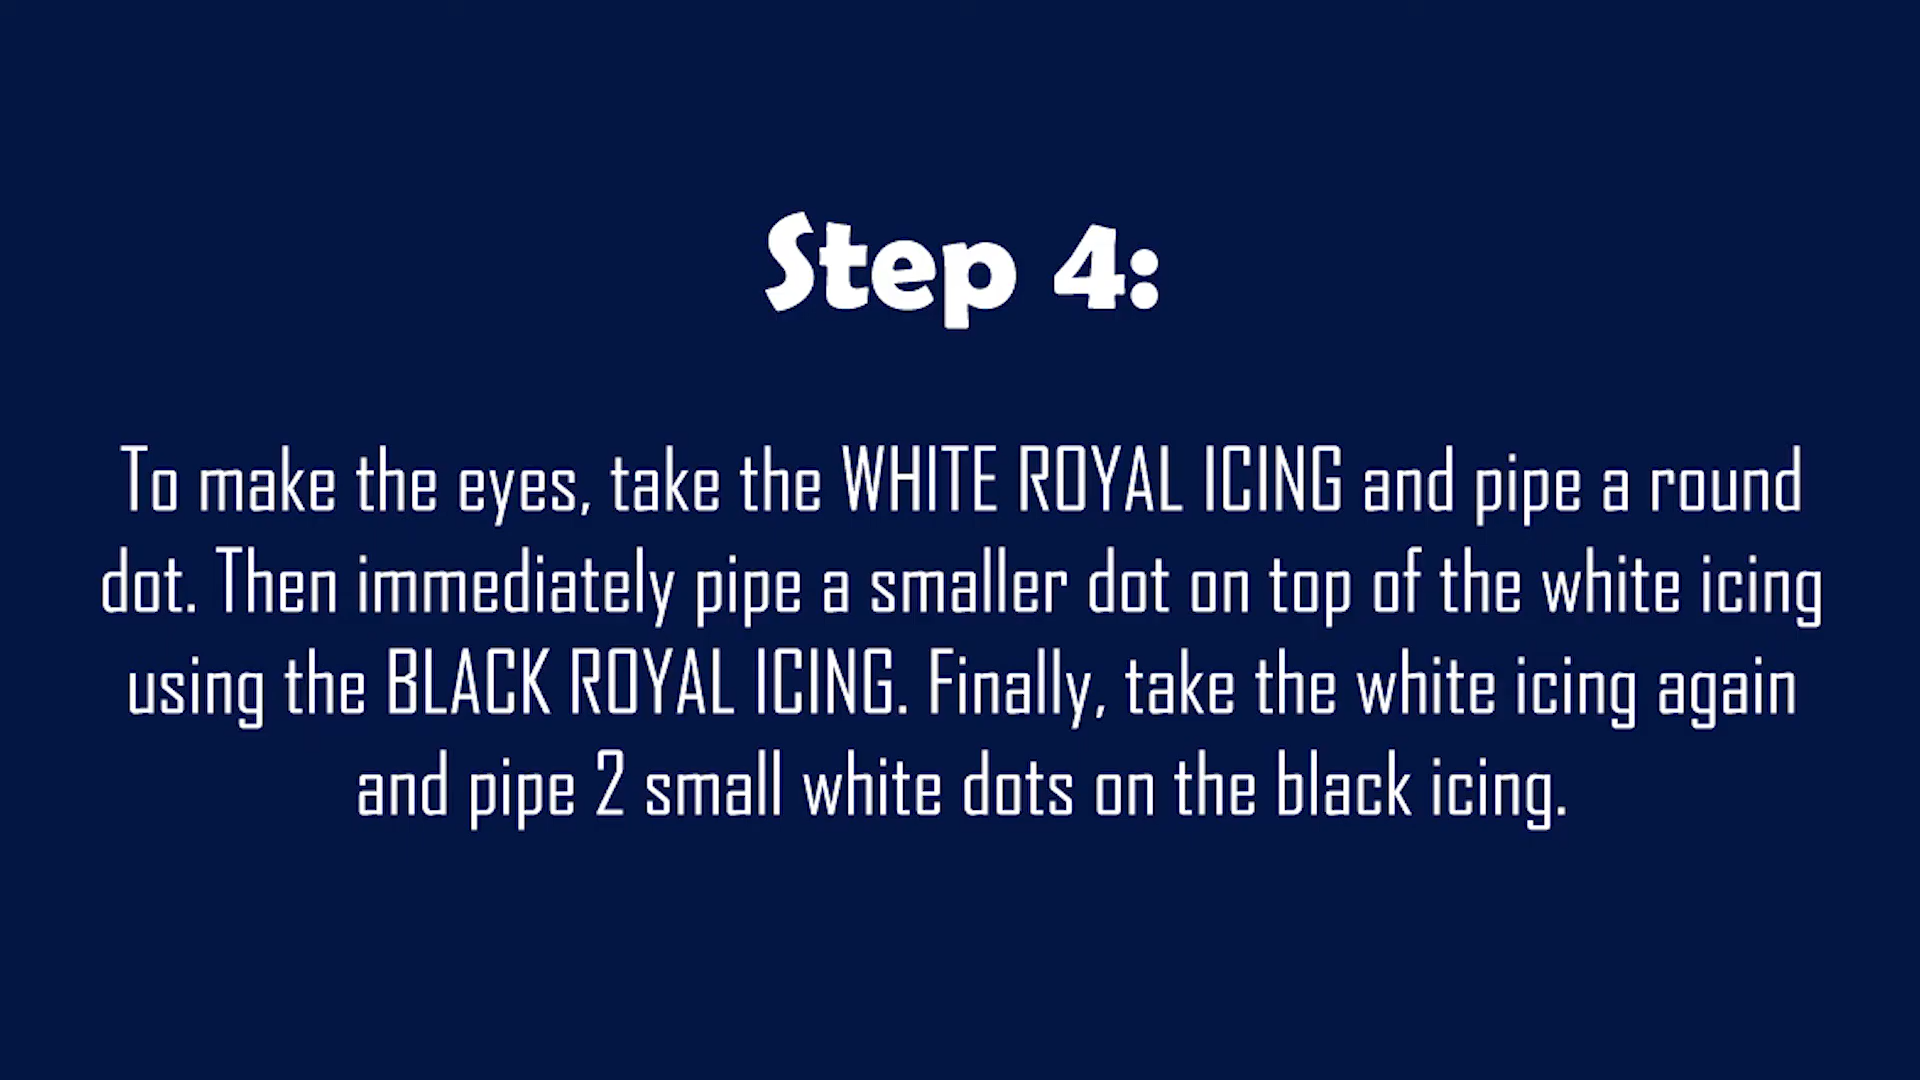 Step 4:
To make the eyes, take the WHITE ROYAL ICING and pipe a round
dot. Then immediately pipe a smaller dot on top of the white icing
using the BLACK ROYAL ICING. Finally, take the white icing again
and pipe 2 small white dots on the black icing.